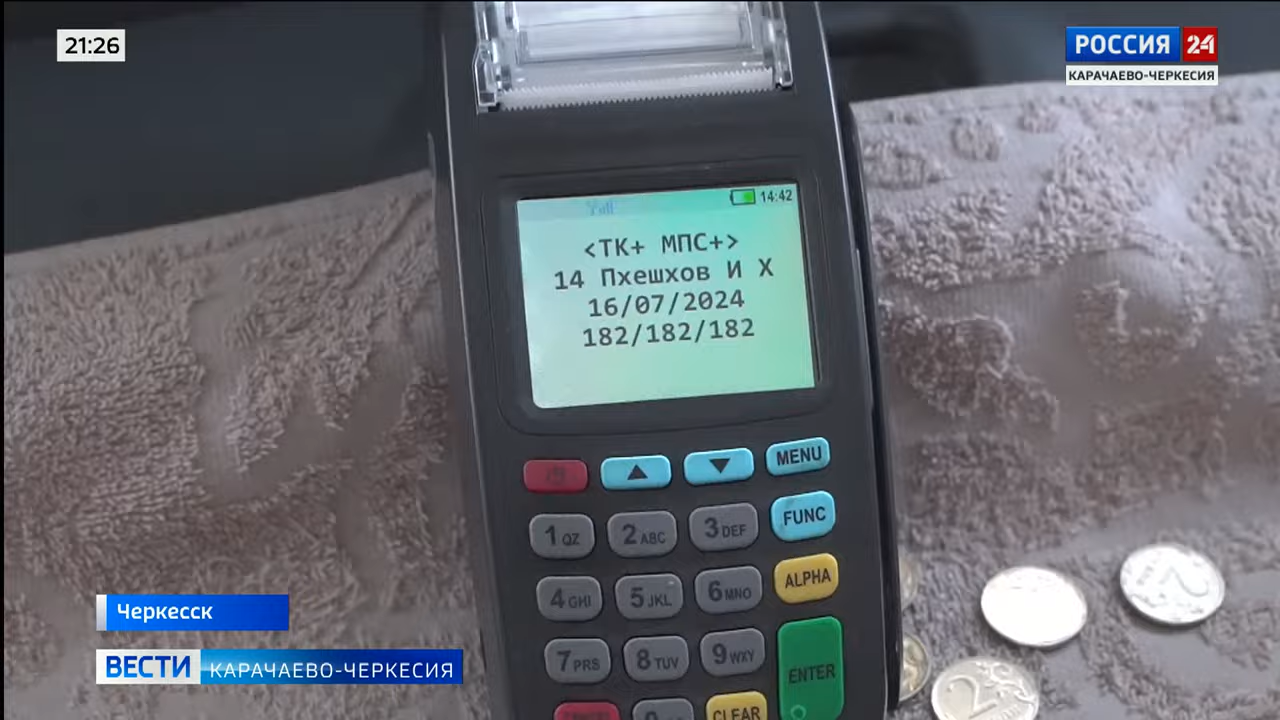 21:26
РОССИЯ 24
КАРАЧАЕВО-ЧЕРКЕСИЯ
14:42
<ТК+ МПС+>
14 Пхешхов И Х
16/07/2024
182/182/182
MENU
1 QZ 2 ABC 3 DEF FUNC
4 GHI 5 JKL 6 MNO ALPHA
7 PRS 8 TUV 9 WXY ENTER
CLEAR
2
2
Черкесск
ВЕСТИ КАРАЧАЕВО-ЧЕРКЕСИЯ